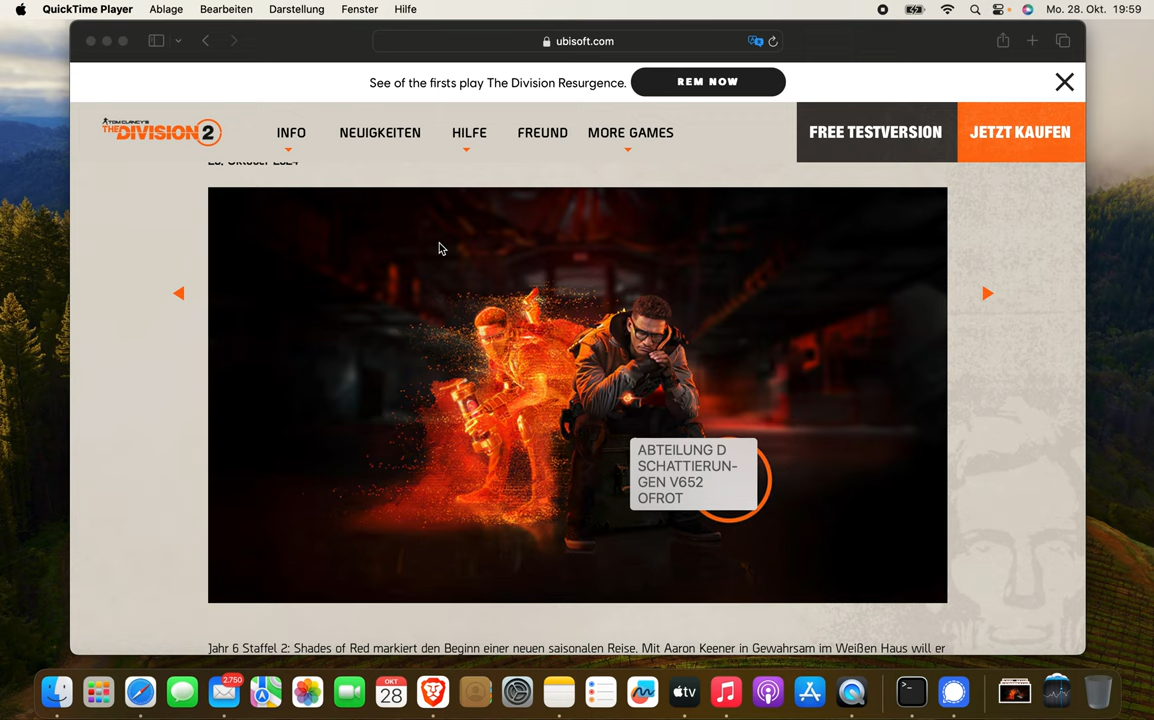 QuickTime Player Ablage Bearbeiten Darstellung Fenster Hilfe Mo. 28. Okt. 19:59
ubisoft.com
See of the firsts play The Division Resurgence. REM NOW
TOM CLANCY'S
THE DIVISION 2
INFO NEUIGKEITEN HILFE FREUND MORE GAMES FREE TESTVERSION JETZT KAUFEN
ABTEILUNG D
SCHATTIERUN-
GEN V652
OFROT
Jahr 6 Staffel 2: Shades of Red markiert den Beginn einer neuen saisonalen Reise. Mit Aaron Keener in Gewahrsam im Weißen Haus will er
2750
OKT
28
tv